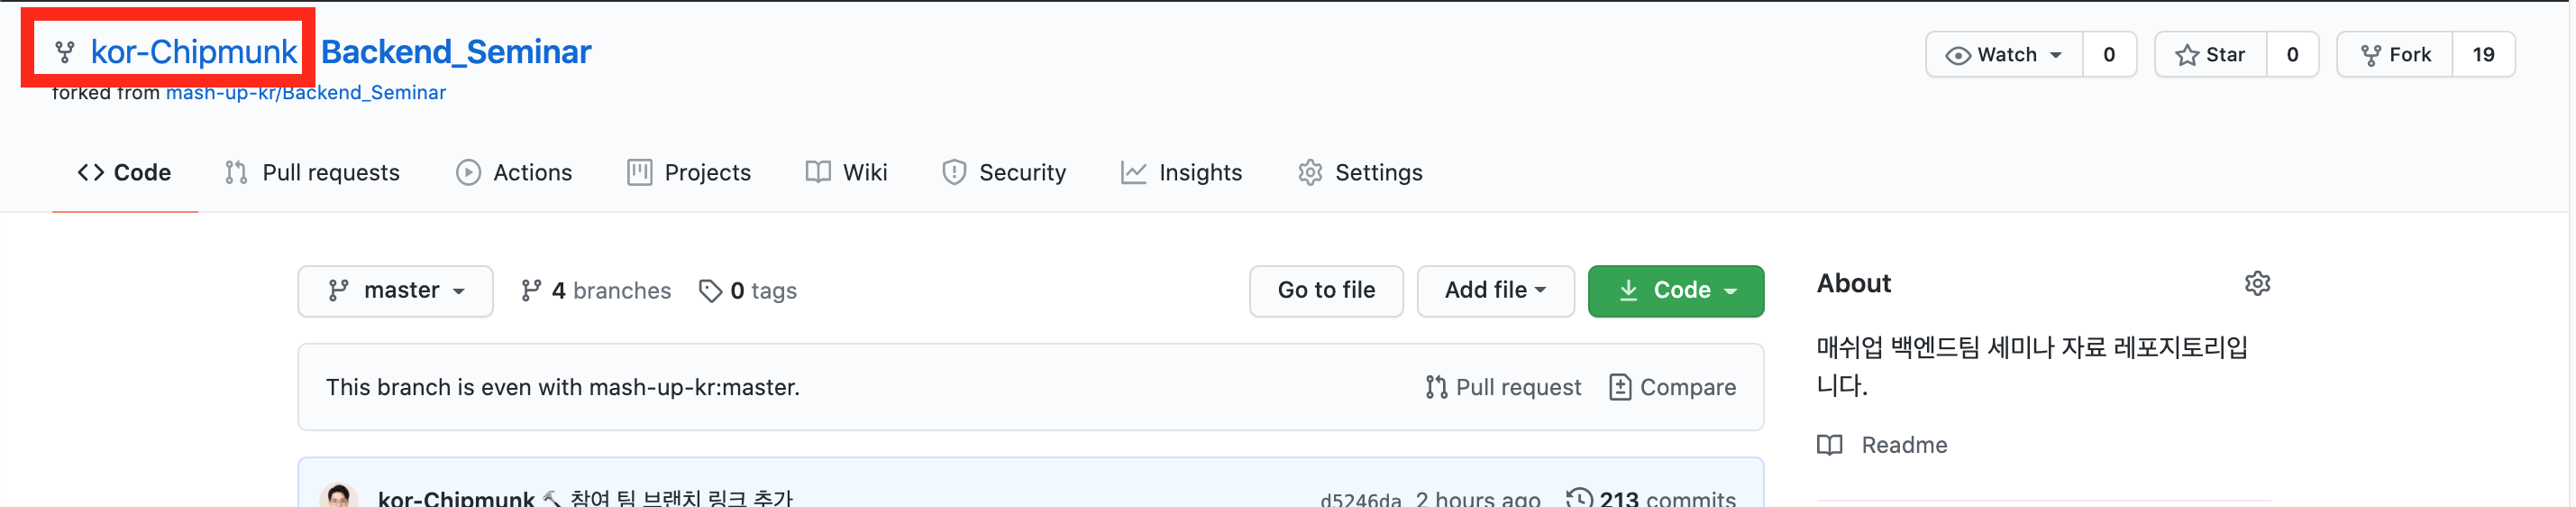 kor-Chipmunk Backend_Seminar
Watch 0 Star 0 Fork 19
forked from mash-up-kr/Backend_Seminar
Code Pull requests Actions Projects Wiki Security Insights Settings
master 4 branches 0 tags Go to file Add file Code
This branch is even with mash-up-kr:master. Pull request Compare
kor-Chipmunk 🔨 참여 팀 브랜치 링크 추가 d5246da 2 hours ago 213 commits
About
매쉬업 백엔드팀 세미나 자료 레포지토리입
니다.
Readme